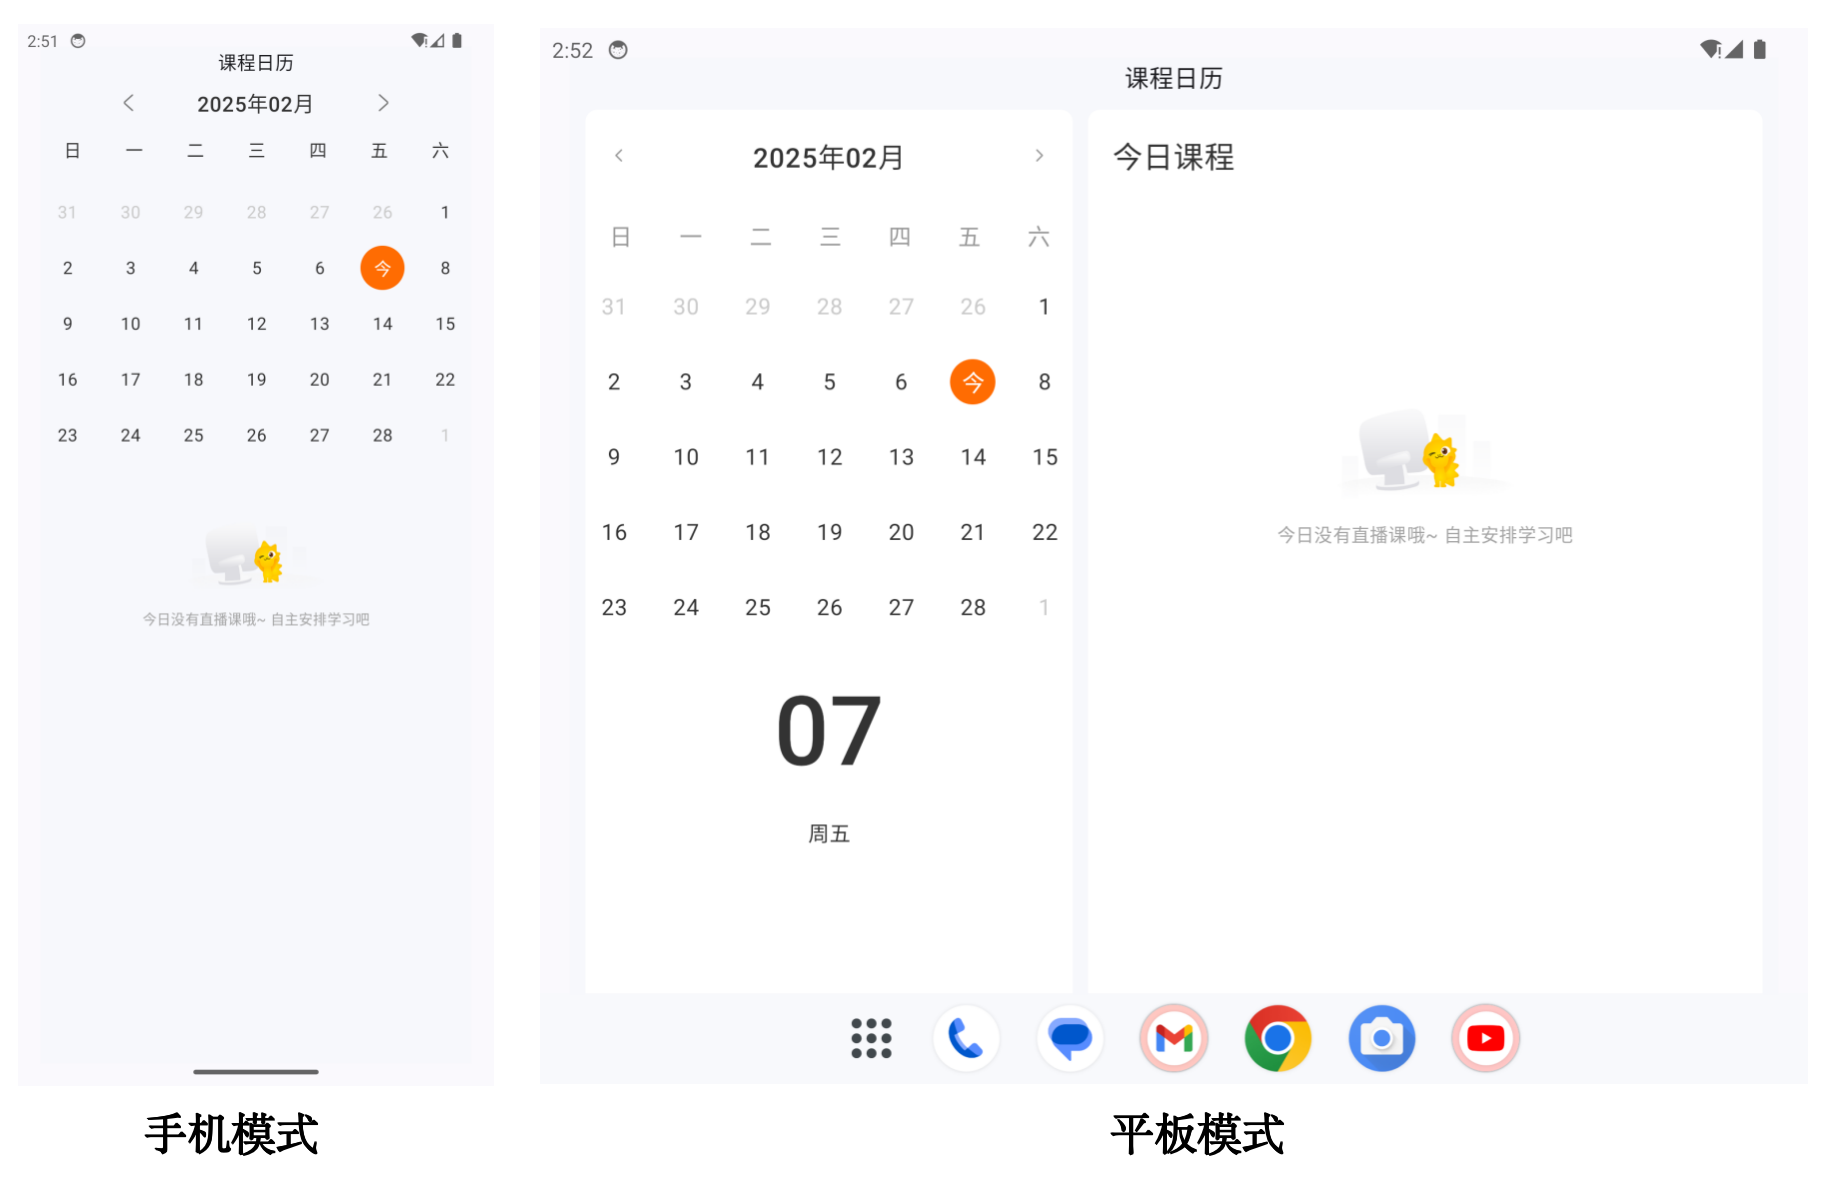 2:51
课程日历
2025年02月
日 一 二 三 四 五 六
31 30 29 28 27 26 1
2 3 4 5 6 今 8
9 10 11 12 13 14 15
16 17 18 19 20 21 22
23 24 25 26 27 28 1
今日没有直播课哦~ 自主安排学习吧
手机模式
2:52
课程日历
2025年02月
日 一 二 三 四 五 六
31 30 29 28 27 26 1
2 3 4 5 6 今 8
9 10 11 12 13 14 15
16 17 18 19 20 21 22
23 24 25 26 27 28 1
07
周五
今日课程
今日没有直播课哦~ 自主安排学习吧
平板模式